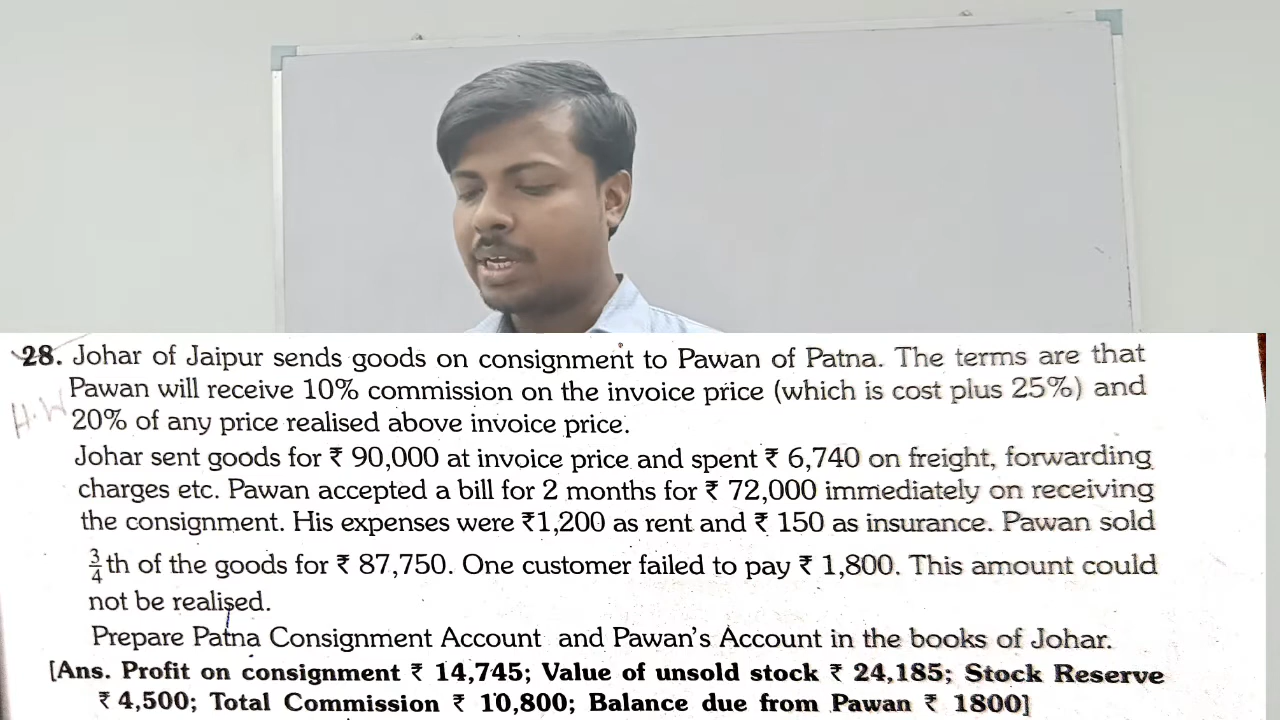 28. Johar of Jaipur sends goods on consignment to Pawan of Patna. The terms are that
H.W Pawan will receive 10% commission on the invoice price (which is cost plus 25%) and
20% of any price realised above invoice price.
Johar sent goods for ₹ 90,000 at invoice price and spent ₹ 6,740 on freight, forwarding
charges etc. Pawan accepted a bill for 2 months for ₹ 72,000 immediately on receiving
the consignment. His expenses were ₹1,200 as rent and ₹ 150 as insurance. Pawan sold
3/4th of the goods for ₹ 87,750. One customer failed to pay ₹ 1,800. This amount could
not be realised.
Prepare Patna Consignment Account and Pawan's Account in the books of Johar.
[Ans. Profit on consignment ₹ 14,745; Value of unsold stock ₹ 24,185; Stock Reserve
₹ 4,500; Total Commission ₹ 10,800; Balance due from Pawan ₹ 1800]